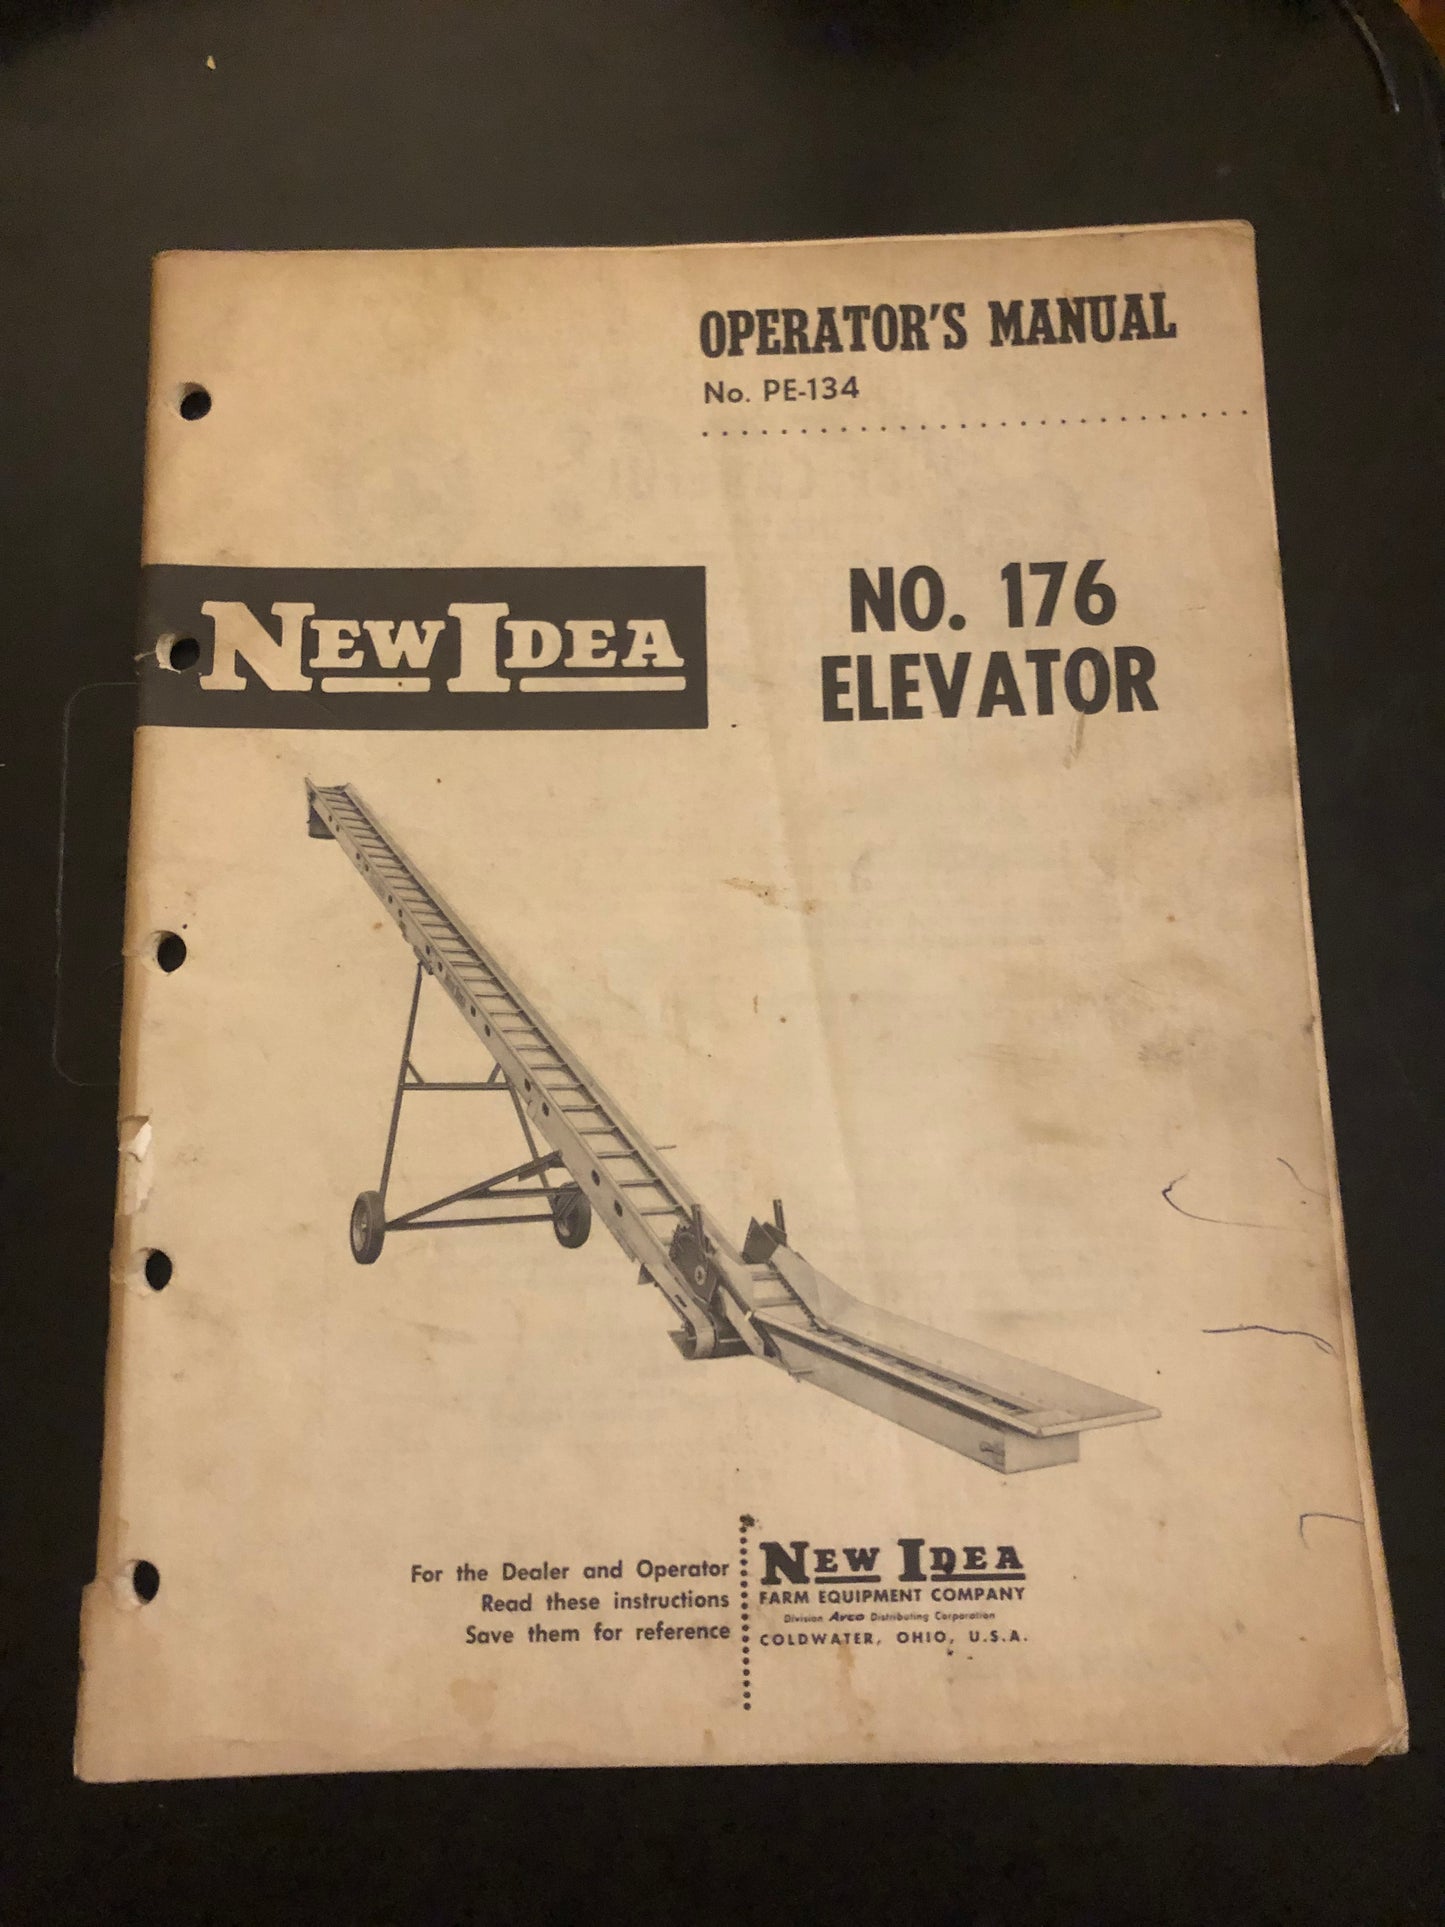 OPERATOR'S MANUAL
No. PE-134
NEW IDEA
NO. 176
ELEVATOR
For the Dealer and Operator
Read these instructions
Save them for reference
NEW IDEA
FARM EQUIPMENT COMPANY
Division Avco Distributing Corporation
COLDWATER, OHIO, U.S.A.